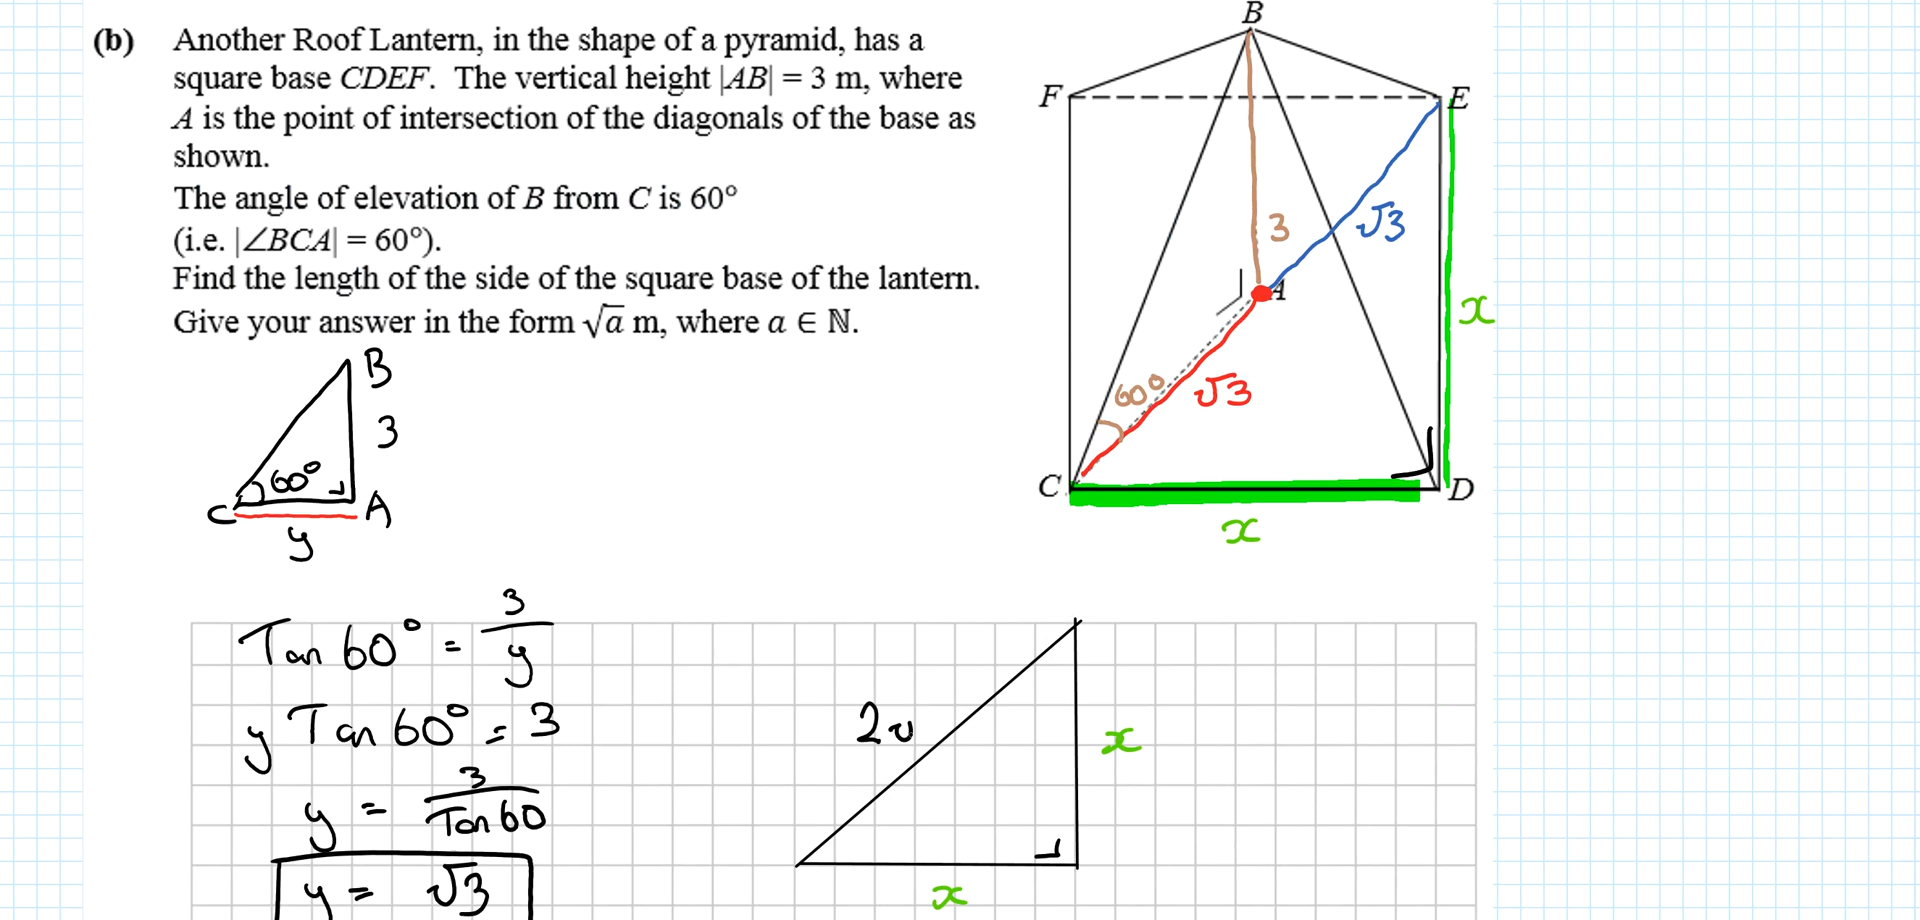 (b) Another Roof Lantern, in the shape of a pyramid, has a
square base CDEF. The vertical height |AB| = 3 m, where
A is the point of intersection of the diagonals of the base as
shown.
The angle of elevation of B from C is 60°
(i.e. |∠BCA| = 60°).
Find the length of the side of the square base of the lantern.
Give your answer in the form √a m, where a ∈ ℕ.
B
F
E
3
√3
A
x
60°
√3
C
D
x
B
3
60°
C
A
y
Tan 60° = 3/y
y Tan 60° = 3
y = 3/Tan 60
y = √3
2
x
x